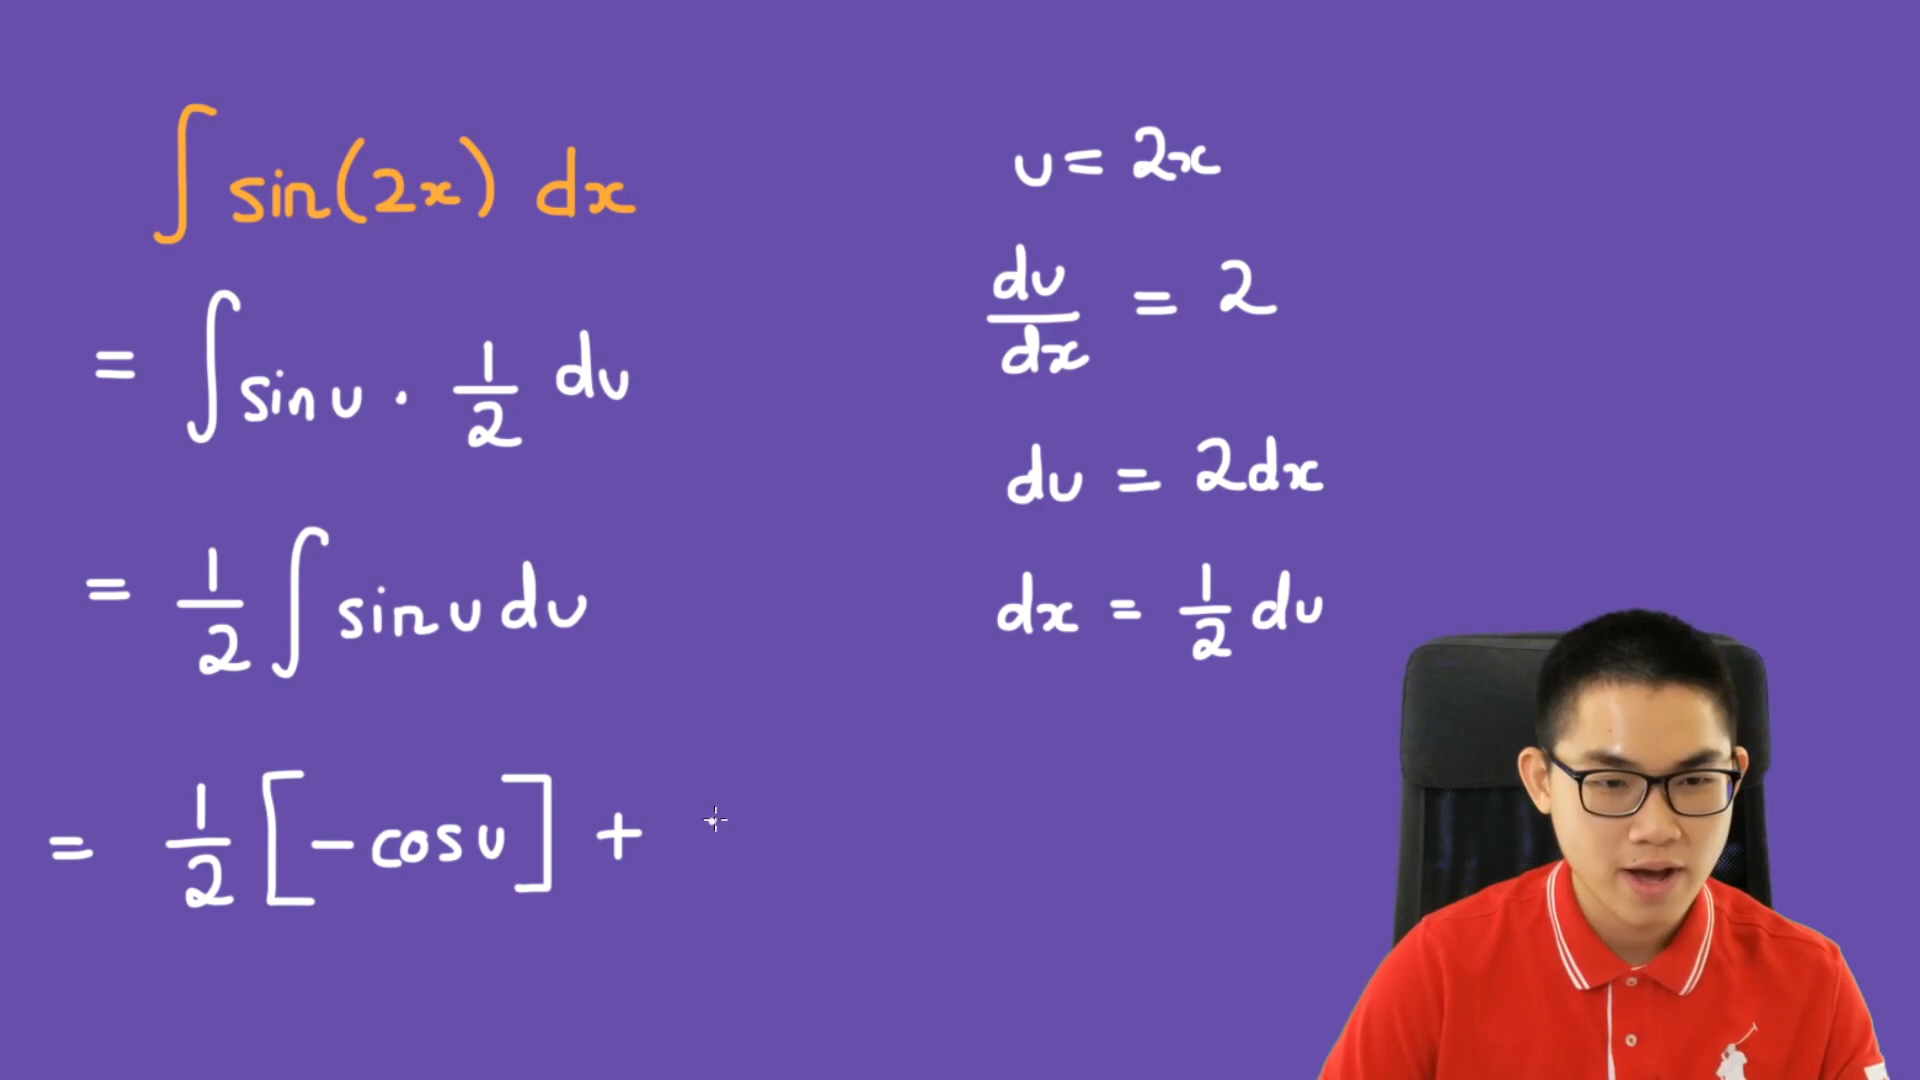 ∫ sin(2x) dx
= ∫ sin u · 1/2 du
= 1/2 ∫ sin u du
= 1/2 [- cos u] +
u = 2x
du/dx = 2
du = 2dx
dx = 1/2 du